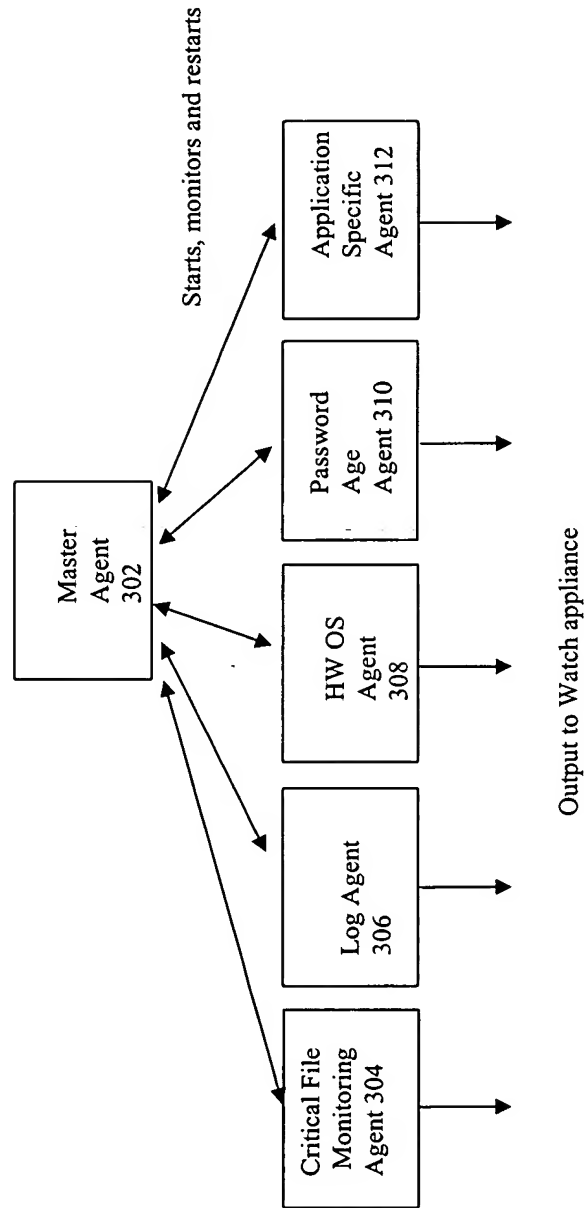 Master
Agent
302
Starts, monitors and restarts
Critical File
Monitoring
Agent 304
Log Agent
306
HW OS
Agent
308
Password
Age
Agent 310
Application
Specific
Agent 312
Output to Watch appliance